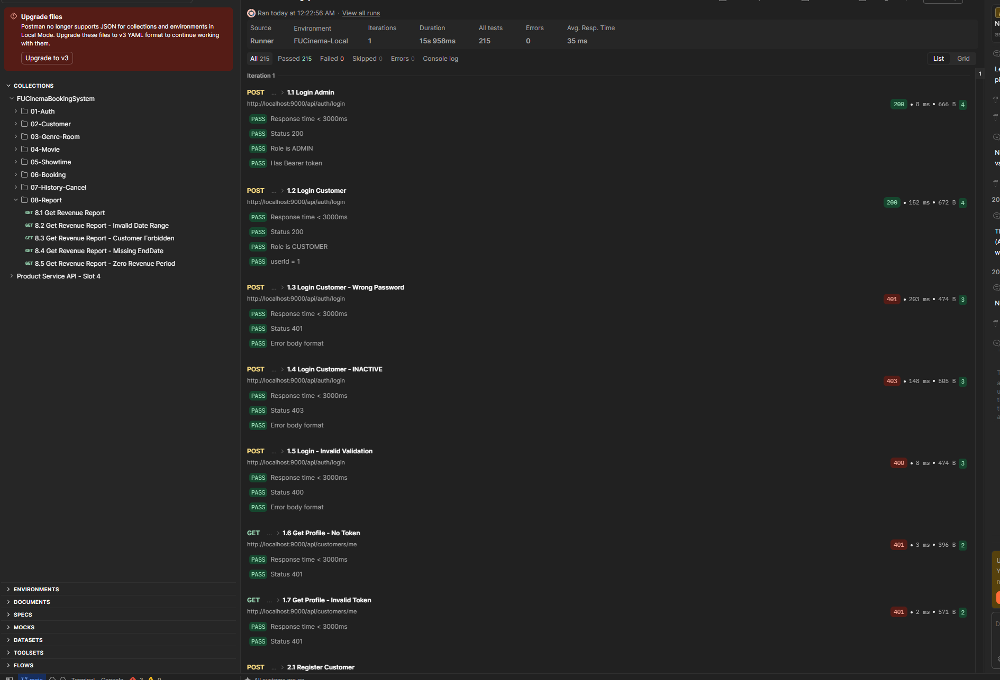 Upgrade files
Postman no longer supports JSON for collections and environments in
Local Mode. Upgrade these files to v3 YAML format to continue working
with them.
Upgrade to v3
COLLECTIONS
FUCinemaBookingSystem
01-Auth
02-Customer
03-Genre-Room
04-Movie
05-Showtime
06-Booking
07-History-Cancel
08-Report
GET 8.1 Get Revenue Report
GET 8.2 Get Revenue Report - Invalid Date Range
GET 8.3 Get Revenue Report - Customer Forbidden
GET 8.4 Get Revenue Report - Missing EndDate
GET 8.5 Get Revenue Report - Zero Revenue Period
Product Service API - Slot 4
ENVIRONMENTS
DOCUMENTS
SPECS
MOCKS
DATASETS
TOOLSETS
FLOWS
main Terminal Console
Ran today at 12:22:56 AM · View all runs
Source Environment Iterations Duration All tests Errors Avg. Resp. Time
Runner FUCinema-Local 1 15s 958ms 215 0 35 ms
All 215 Passed 215 Failed 0 Skipped 0 Errors 0 Console log List Grid
Iteration 1
1
POST ... > 1.1 Login Admin
http://localhost:9000/api/auth/login 200 • 8 ms • 666 B 4
PASS Response time < 3000ms
PASS Status 200
PASS Role is ADMIN
PASS Has Bearer token
POST ... > 1.2 Login Customer
http://localhost:9000/api/auth/login 200 • 152 ms • 672 B 4
PASS Response time < 3000ms
PASS Status 200
PASS Role is CUSTOMER
PASS userId = 1
POST ... > 1.3 Login Customer - Wrong Password
http://localhost:9000/api/auth/login 401 • 203 ms • 474 B 3
PASS Response time < 3000ms
PASS Status 401
PASS Error body format
POST ... > 1.4 Login Customer - INACTIVE
http://localhost:9000/api/auth/login 403 • 148 ms • 505 B 3
PASS Response time < 3000ms
PASS Status 403
PASS Error body format
POST ... > 1.5 Login - Invalid Validation
http://localhost:9000/api/auth/login 400 • 8 ms • 474 B 3
PASS Response time < 3000ms
PASS Status 400
PASS Error body format
GET ... > 1.6 Get Profile - No Token
http://localhost:9000/api/customers/me 401 • 3 ms • 396 B 2
PASS Response time < 3000ms
PASS Status 401
GET ... > 1.7 Get Profile - Invalid Token
http://localhost:9000/api/customers/me 401 • 2 ms • 571 B 2
PASS Response time < 3000ms
PASS Status 401
POST ... > 2.1 Register Customer